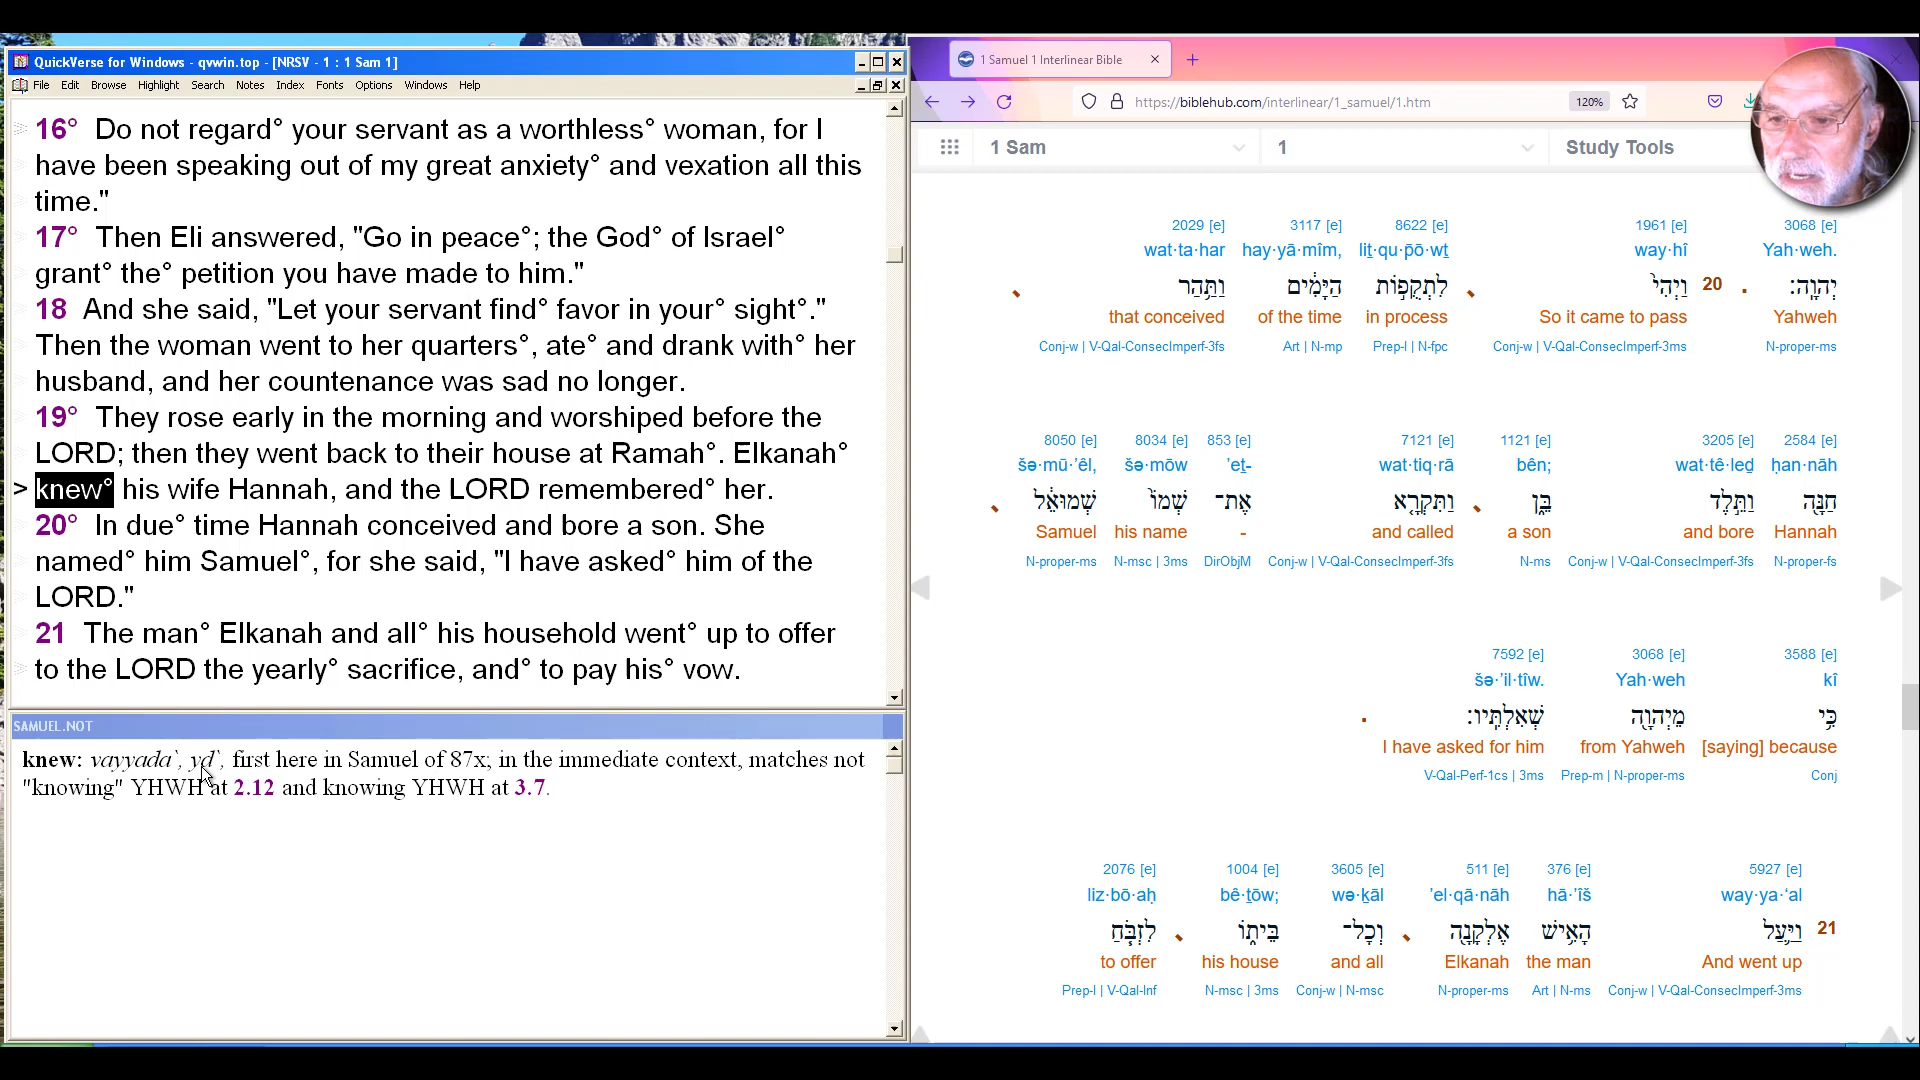 QuickVerse for Windows - qvwin.top - [NRSV - 1 : 1 Sam 1]
File Edit Browse Highlight Search Notes Index Fonts Options Windows Help
16° Do not regard° your servant as a worthless° woman, for I
have been speaking out of my great anxiety° and vexation all this
time."
17° Then Eli answered, "Go in peace°; the God° of Israel°
grant° the° petition you have made to him."
18 And she said, "Let your servant find° favor in your° sight°."
Then the woman went to her quarters°, ate° and drank with° her
husband, and her countenance was sad no longer.
19° They rose early in the morning and worshiped before the
LORD; then they went back to their house at Ramah°. Elkanah°
> knew° his wife Hannah, and the LORD remembered° her.
20° In due° time Hannah conceived and bore a son. She
named° him Samuel°, for she said, "I have asked° him of the
LORD."
21 The man° Elkanah and all° his household went° up to offer
to the LORD the yearly° sacrifice, and° to pay his° vow.
SAMUEL.NOT
knew: vayyada`, yd`, first here in Samuel of 87x; in the immediate context, matches not
"knowing" YHWH at 2.12 and knowing YHWH at 3.7.
1 Samuel 1 Interlinear Bible
https://biblehub.com/interlinear/1_samuel/1.htm 120%
1 Sam 1 Study Tools
2029 [e] 3117 [e] 8622 [e] 1961 [e] 3068 [e]
wat·ta·har hay·yā·mîm, liṯ·qu·p̄ō·wṯ way·hî Yah·weh.
יְהוָֽה׃ . 20 וַיְהִי֙ לִתְקֻפ֣וֹת הַיָּמִ֔ים וַתַּ֥הַר
that conceived of the time in process So it came to pass Yahweh
Conj-w | V-Qal-ConsecImperf-3fs Art | N-mp Prep-l | N-fpc Conj-w | V-Qal-ConsecImperf-3ms N-proper-ms
8050 [e] 8034 [e] 853 [e] 7121 [e] 1121 [e] 3205 [e] 2584 [e]
šə·mū·’êl, šə·mōw ’eṯ- wat·tiq·rā bên; wat·tê·leḏ ḥan·nāh
חַנָּ֖ה וַתֵּ֣לֶד בֵּ֑ן וַתִּקְרָ֤א אֶת־ שְׁמוֹ֙ שְׁמוּאֵ֔ל
Samuel his name - and called a son and bore Hannah
N-proper-ms N-msc | 3ms DirObjM Conj-w | V-Qal-ConsecImperf-3fs N-ms Conj-w | V-Qal-ConsecImperf-3fs N-proper-fs
7592 [e] 3068 [e] 3588 [e]
šə·’il·tîw. Yah·weh kî
כִּ֥י מֵיְהוָ֖ה שְׁאִלְתִּֽיו׃ .
I have asked for him from Yahweh [saying] because
V-Qal-Perf-1cs | 3ms Prep-m | N-proper-ms Conj
2076 [e] 1004 [e] 3605 [e] 511 [e] 376 [e] 5927 [e]
liz·bō·aḥ bê·ṯōw; wə·ḵāl ’el·qā·nāh hā·’îš way·ya·‘al
21 וַיַּ֛עַל הָאִ֥ישׁ אֶלְקָנָ֖ה וְכָל־ בֵּית֑וֹ לִזְבֹּ֧חַ
to offer his house and all Elkanah the man And went up
Prep-l | V-Qal-Inf N-msc | 3ms Conj-w | N-msc N-proper-ms Art | N-ms Conj-w | V-Qal-ConsecImperf-3ms